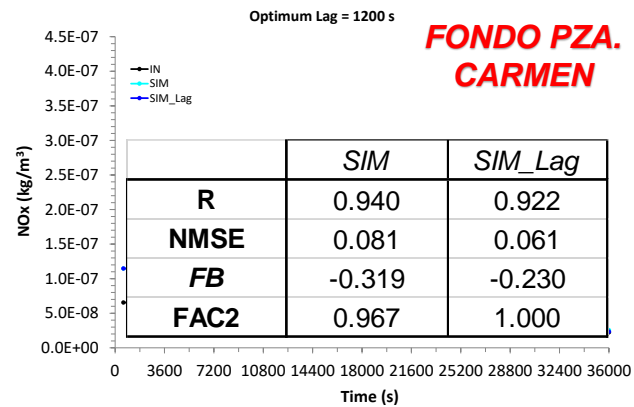 Optimum Lag = 1200 s
FONDO PZA.
CARMEN
4.5E-07
4.0E-07
3.5E-07
3.0E-07
2.5E-07
2.0E-07
1.5E-07
1.0E-07
5.0E-08
0.0E+00
NOx (kg/m³)
IN
SIM
SIM_Lag
SIM SIM_Lag
R 0.940 0.922
NMSE 0.081 0.061
FB -0.319 -0.230
FAC2 0.967 1.000
0 3600 7200 10800 14400 18000 21600 25200 28800 32400 36000
Time (s)